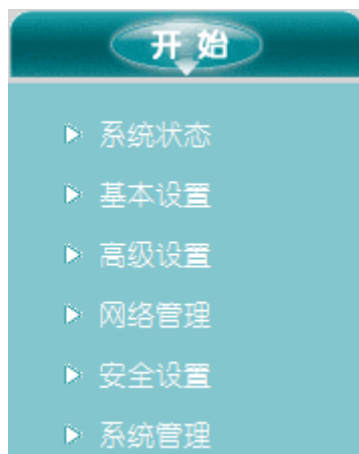 开始
系统状态
基本设置
高级设置
网络管理
安全设置
系统管理